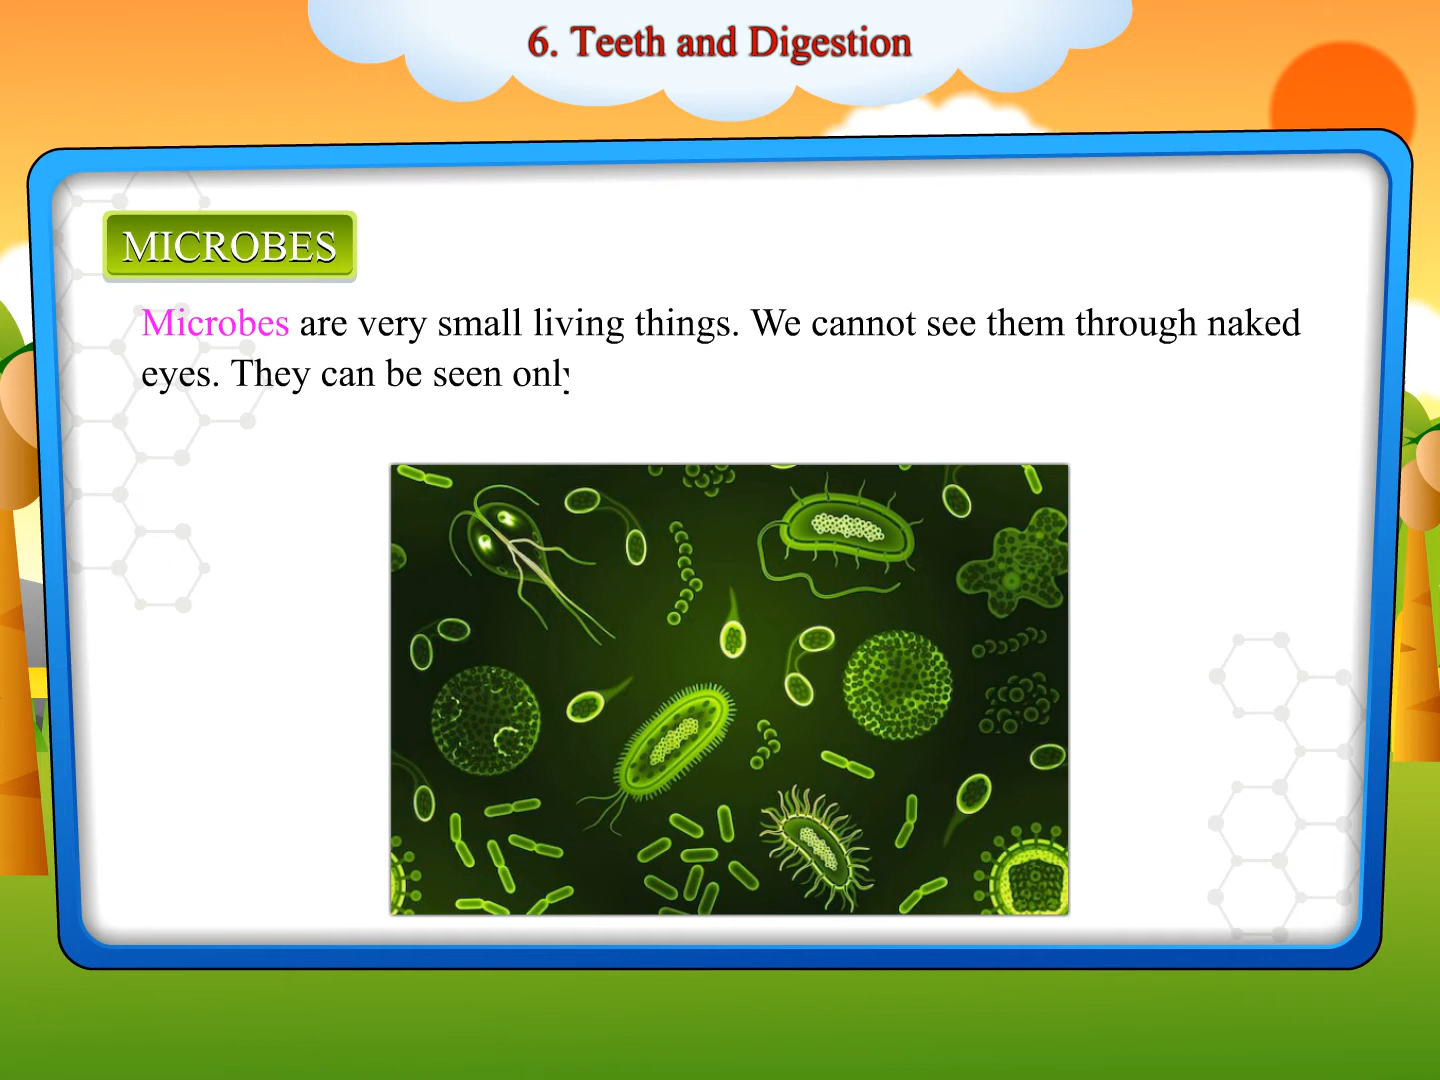 6. Teeth and Digestion
MICROBES
Microbes are very small living things. We cannot see them through naked
eyes. They can be seen only